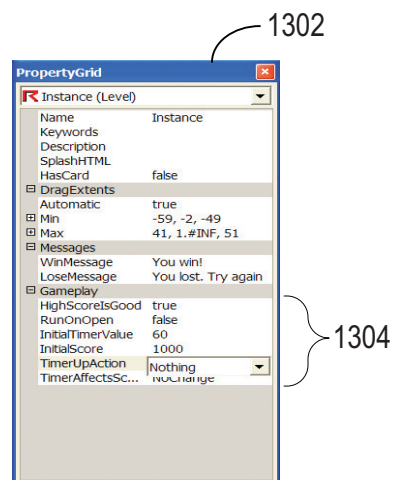 1302
PropertyGrid
Instance (Level)
Name Instance
Keywords
Description
SplashHTML
HasCard false
DragExtents
Automatic true
Min -59, -2, -49
Max 41, 1.#INF, 51
Messages
WinMessage You win!
LoseMessage You lost. Try again
Gameplay
HighScoreIsGood true
RunOnOpen false
InitialTimerValue 60
InitialScore 1000
TimerUpAction Nothing
TimerAffectsSc... NoChange
1304